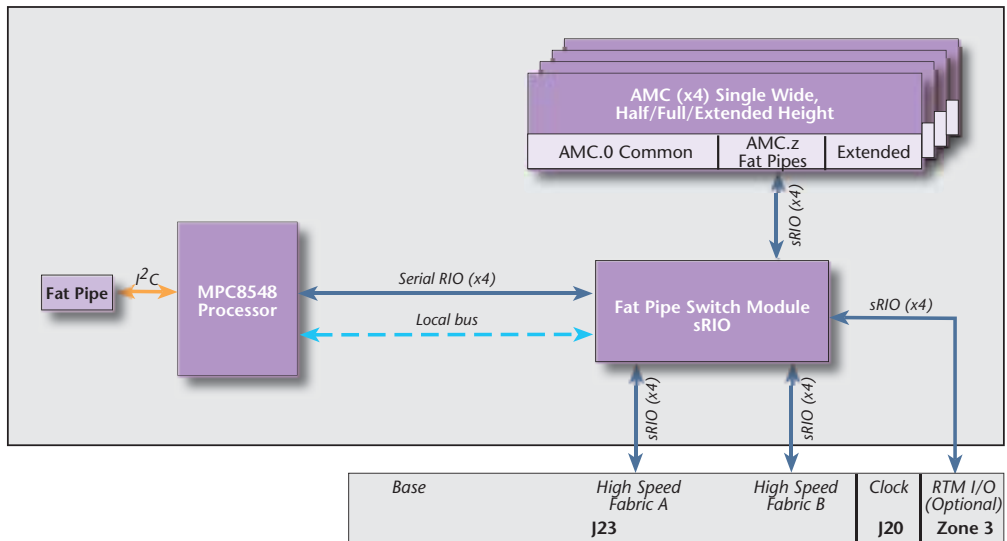 AMC (x4) Single Wide,
Half/Full/Extended Height
AMC.0 Common
AMC.z
Fat Pipes
Extended
sRIO (x4)
Fat Pipe
I²C
MPC8548
Processor
Serial RIO (x4)
Local bus
Fat Pipe Switch Module
sRIO
sRIO (x4)
sRIO (x4)
sRIO (x4)
Base
High Speed
Fabric A
High Speed
Fabric B
J23
Clock
J20
RTM I/O
(Optional)
Zone 3